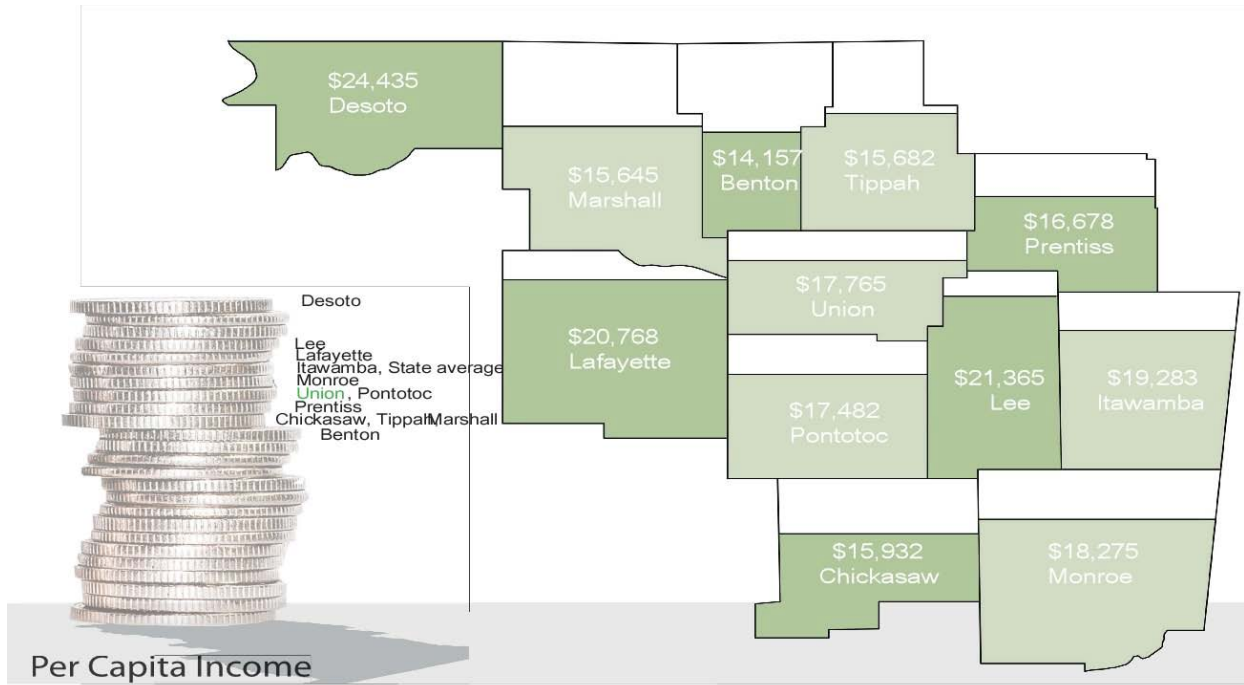 $24,435
Desoto
$15,645
Marshall
$14,157
Benton
$15,682
Tippah
$16,678
Prentiss
$17,765
Union
$20,768
Lafayette
$17,482
Pontotoc
$21,365
Lee
$19,283
Itawamba
$15,932
Chickasaw
$18,275
Monroe
Desoto
Lee
Lafayette
Itawamba, State average
Monroe
Union, Pontotoc
Prentiss
Chickasaw, Tippah, Marshall
Benton
Per Capita Income